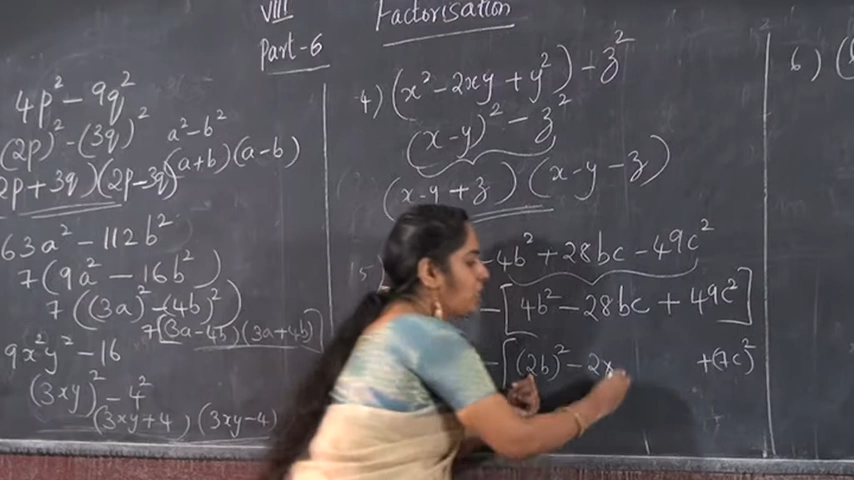 VIII
Factorisation
Part-6
4p² - 9q²
(2p)² - (3q)²
a² - b²
(a+b)(a-b)
2p+3q)(2p-3q)
63a² - 112b²
7(9a² - 16b²)
7((3a)² - (4b)²)
7[(3a-4b)(3a+4b)]
9x²y² - 16
(3xy)² - 4²
(3xy+4)(3xy-4)
4) (x² - 2xy + y²) - z²
(x-y)² - z²
(x-y+z)(x-y-z)
5)
-4b² + 28bc - 49c²
-[4b² - 28bc + 49c²]
-[(2b)² - 2x +(7c)²
6) (